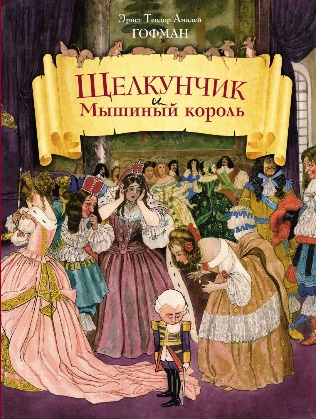 Эрнст Теодор Амадей
ГОФМАН
ЩЕЛКУНЧИК
и
Мышиный король